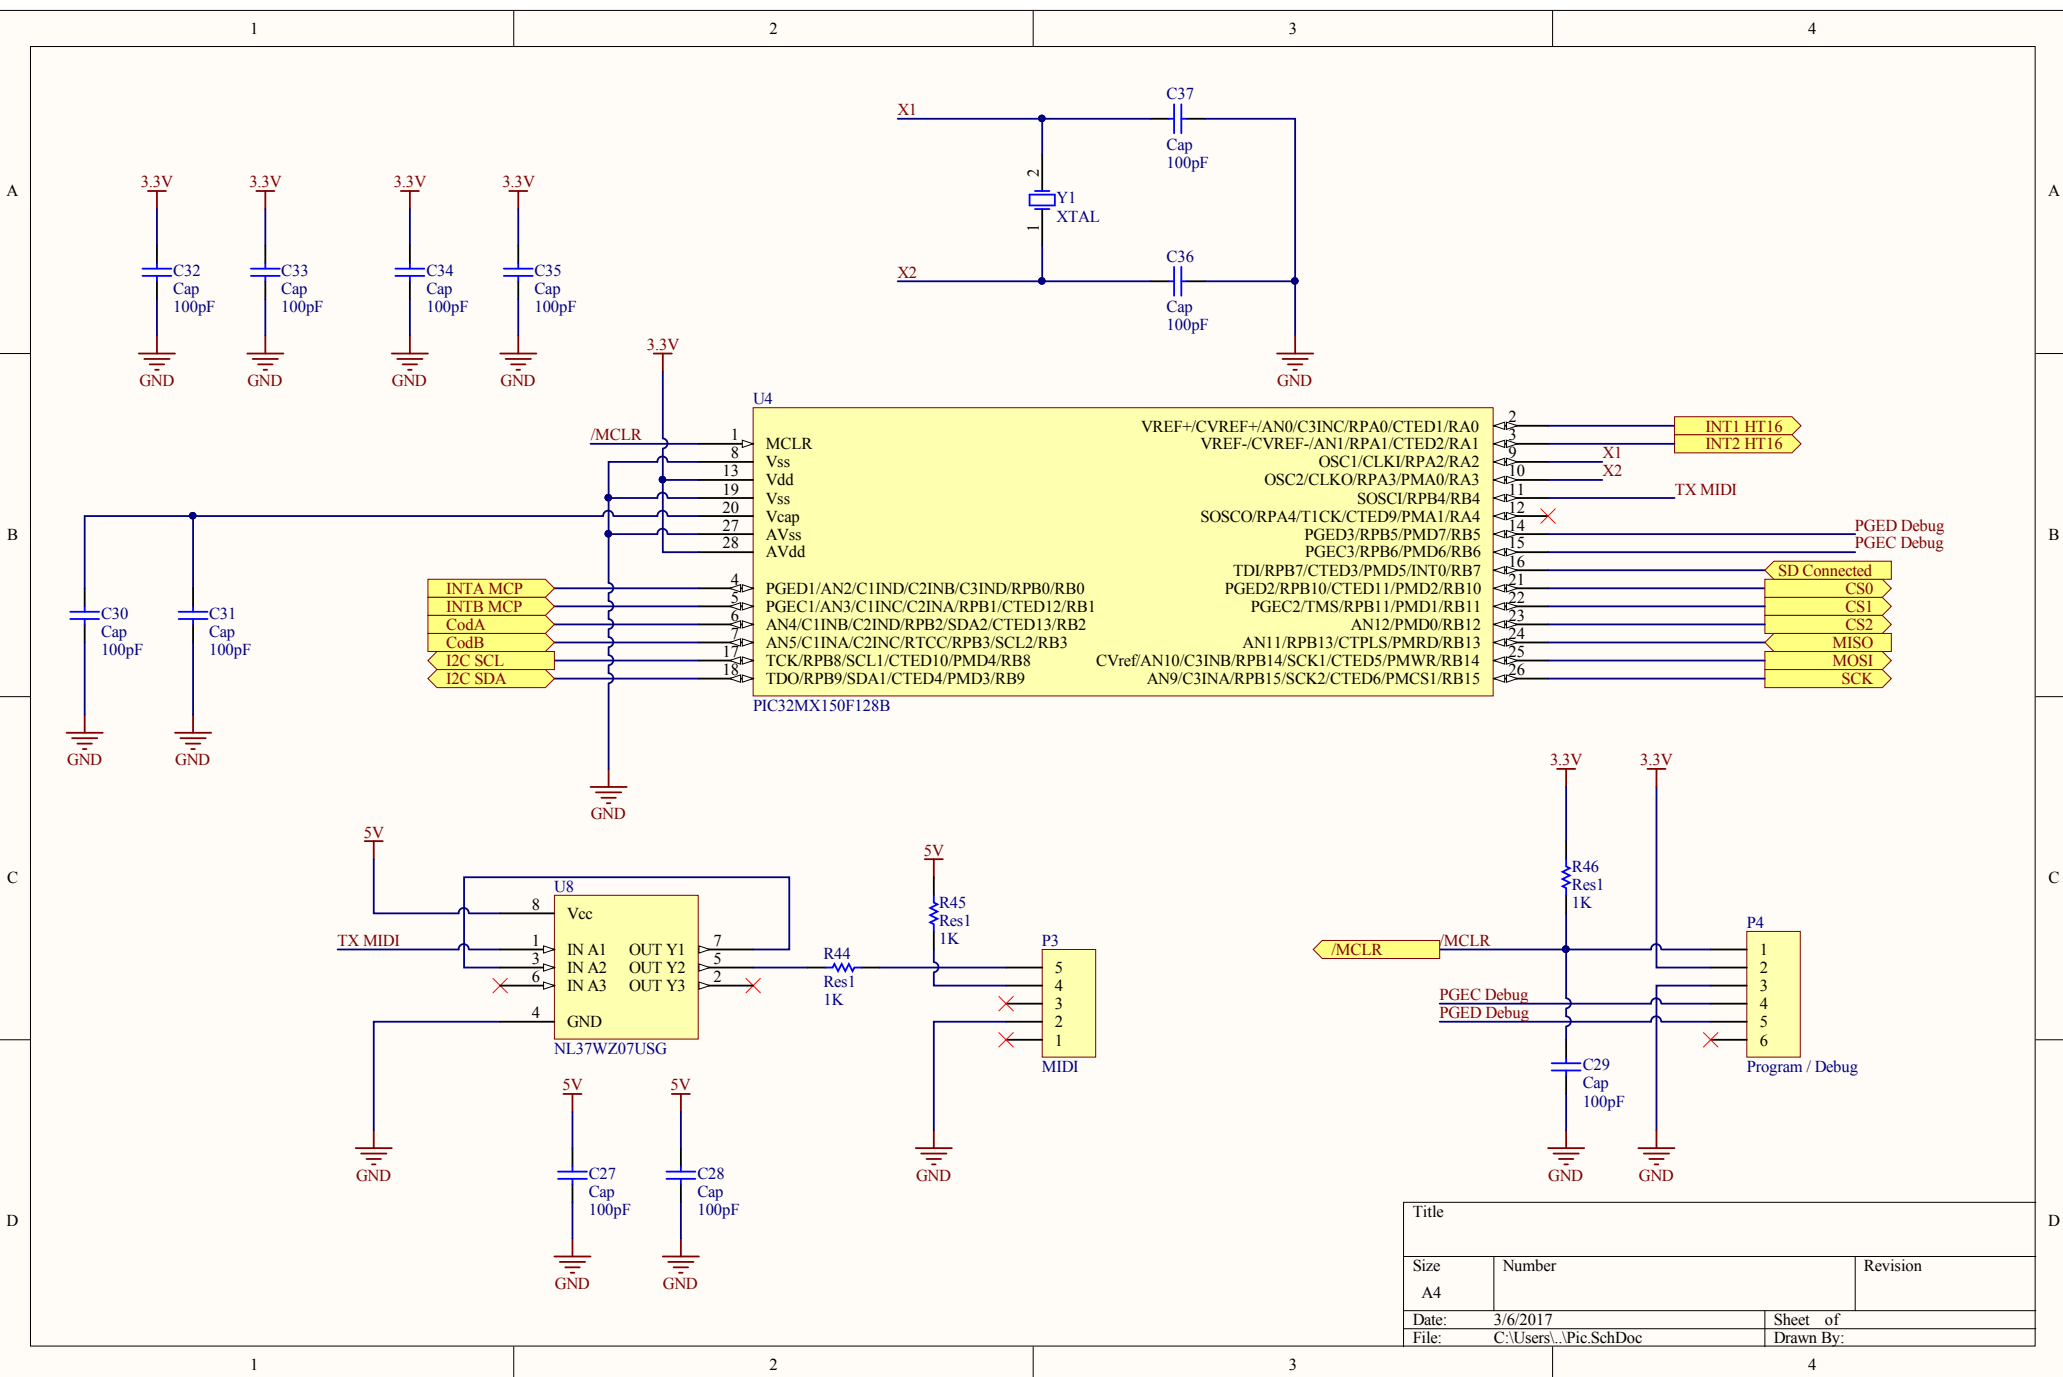 1 2 3 4
A A
B B
C C
D D
1 2 3 4
3.3V 3.3V 3.3V 3.3V
C32
Cap
100pF
GND
C33
Cap
100pF
GND
C34
Cap
100pF
GND
C35
Cap
100pF
GND
X1
C37
Cap
100pF
2
Y1
XTAL
1
X2
C36
Cap
100pF
GND
3.3V
U4
/MCLR 1 MCLR
8 Vss
13 Vdd
19 Vss
20 Vcap
27 AVss
28 AVdd
INTA MCP 4 PGED1/AN2/C1IND/C2INB/C3IND/RPB0/RB0
INTB MCP 5 PGEC1/AN3/C1INC/C2INA/RPB1/CTED12/RB1
CodA 6 AN4/C1INB/C2IND/RPB2/SDA2/CTED13/RB2
CodB 7 AN5/C1INA/C2INC/RTCC/RPB3/SCL2/RB3
I2C SCL 17 TCK/RPB8/SCL1/CTED10/PMD4/RB8
I2C SDA 18 TDO/RPB9/SDA1/CTED4/PMD3/RB9
VREF+/CVREF+/AN0/C3INC/RPA0/CTED1/RA0 2 INT1 HT16
VREF-/CVREF-/AN1/RPA1/CTED2/RA1 3 INT2 HT16
OSC1/CLKI/RPA2/RA2 9 X1
OSC2/CLKO/RPA3/PMA0/RA3 10 X2
SOSCI/RPB4/RB4 11 TX MIDI
SOSCO/RPA4/T1CK/CTED9/PMA1/RA4 12
PGED3/RPB5/PMD7/RB5 14 PGED Debug
PGEC3/RPB6/PMD6/RB6 15 PGEC Debug
TDI/RPB7/CTED3/PMD5/INT0/RB7 16 SD Connected
PGED2/RPB10/CTED11/PMD2/RB10 21 CS0
PGEC2/TMS/RPB11/PMD1/RB11 22 CS1
AN12/PMD0/RB12 23 CS2
AN11/RPB13/CTPLS/PMRD/RB13 24 MISO
CVref/AN10/C3INB/RPB14/SCK1/CTED5/PMWR/RB14 25 MOSI
AN9/C3INA/RPB15/SCK2/CTED6/PMCS1/RB15 26 SCK
PIC32MX150F128B
C30
Cap
100pF
GND
C31
Cap
100pF
GND
GND
5V
U8
8 Vcc
TX MIDI 1 IN A1 OUT Y1 7
3 IN A2 OUT Y2 5
6 IN A3 OUT Y3 2
4 GND
NL37WZ07USG
GND
R44
Res1
1K
5V
R45
Res1
1K
P3
5
4
3
2
1
MIDI
GND
5V
C27
Cap
100pF
GND
5V
C28
Cap
100pF
GND
3.3V 3.3V
R46
Res1
1K
/MCLR /MCLR
PGEC Debug
PGED Debug
P4
1
2
3
4
5
6
Program / Debug
C29
Cap
100pF
GND GND
Title
Size Number Revision
A4
Date: 3/6/2017 Sheet of
File: C:\Users\..\Pic.SchDoc Drawn By: